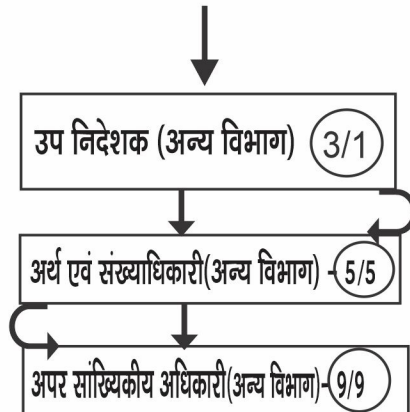 उप निदेशक (अन्य विभाग) 3/1
अर्थ एवं संख्याधिकारी(अन्य विभाग) - 5/5
अपर सांख्यिकीय अधिकारी(अन्य विभाग)- 9/9